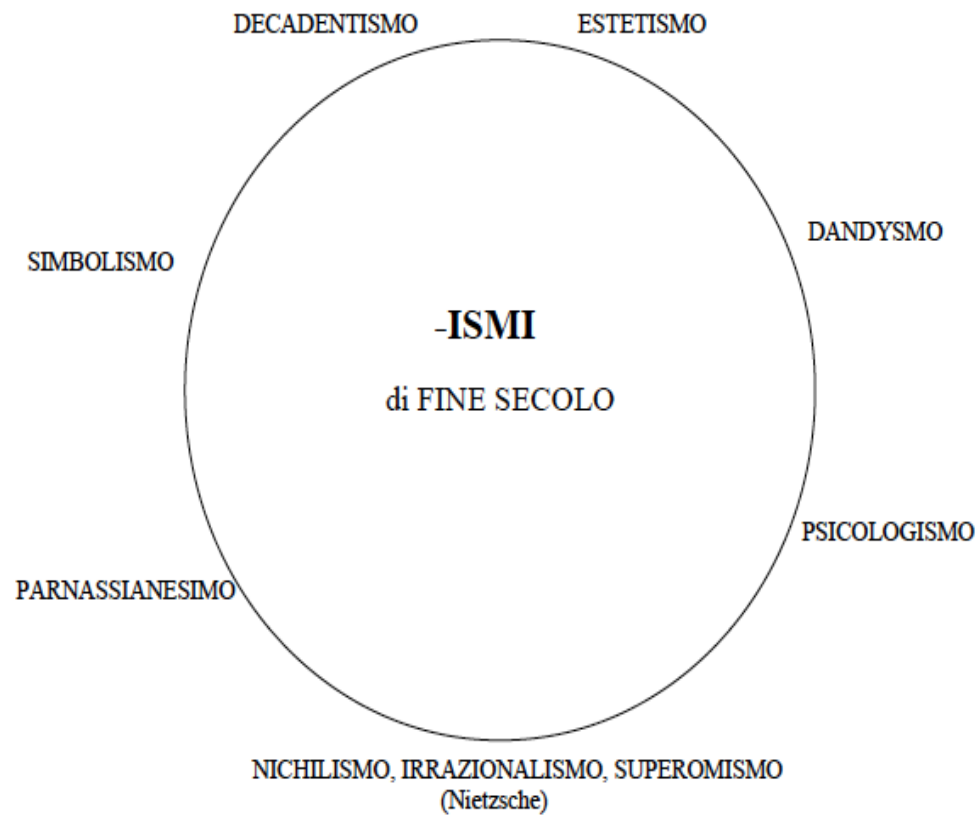 DECADENTISMO
ESTETISMO
DANDYSMO
SIMBOLISMO
-ISMI
di FINE SECOLO
PSICOLOGISMO
PARNASSIANESIMO
NICHILISMO, IRRAZIONALISMO, SUPEROMISMO
(Nietzsche)